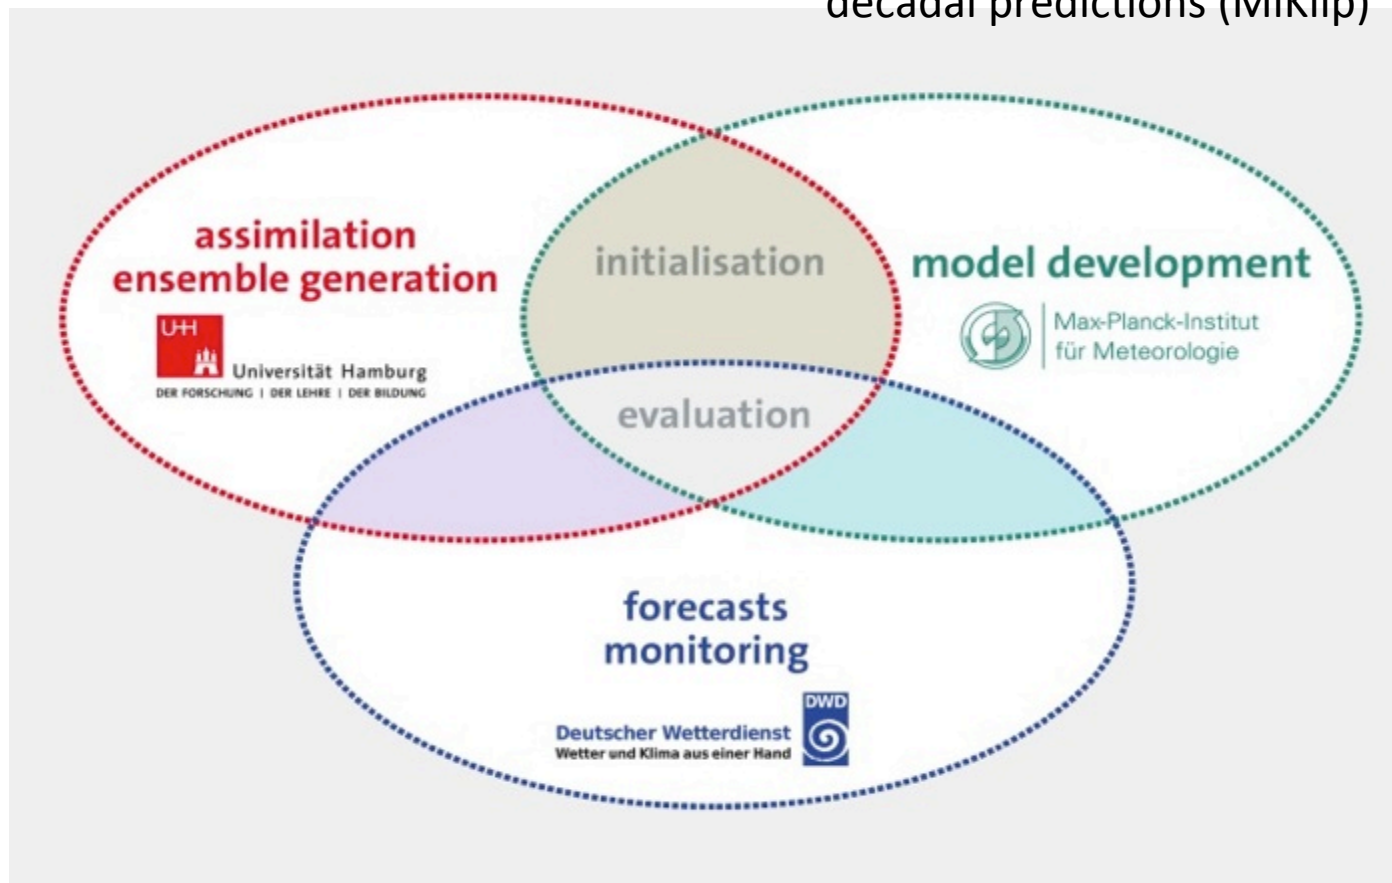 decadal predictions (MiKlip)
assimilation
ensemble generation
UHH
Universität Hamburg
DER FORSCHUNG | DER LEHRE | DER BILDUNG
initialisation
model development
Max-Planck-Institut
für Meteorologie
evaluation
forecasts
monitoring
DWD
Deutscher Wetterdienst
Wetter und Klima aus einer Hand